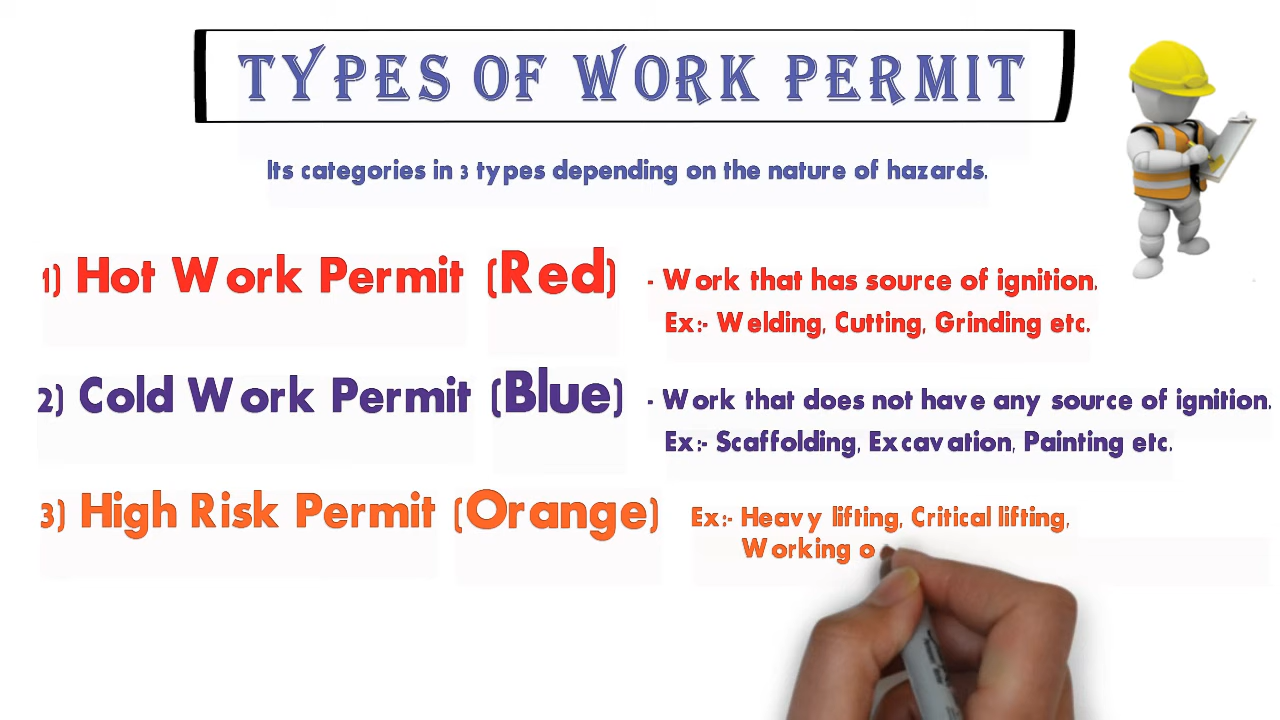 TYPES OF WORK PERMIT
Its categories in 3 types depending on the nature of hazards.
1) Hot Work Permit (Red) - Work that has source of ignition.
Ex:- Welding, Cutting, Grinding etc.
2) Cold Work Permit (Blue) - Work that does not have any source of ignition.
Ex:- Scaffolding, Excavation, Painting etc.
3) High Risk Permit (Orange) Ex:- Heavy lifting, Critical lifting,
Working o